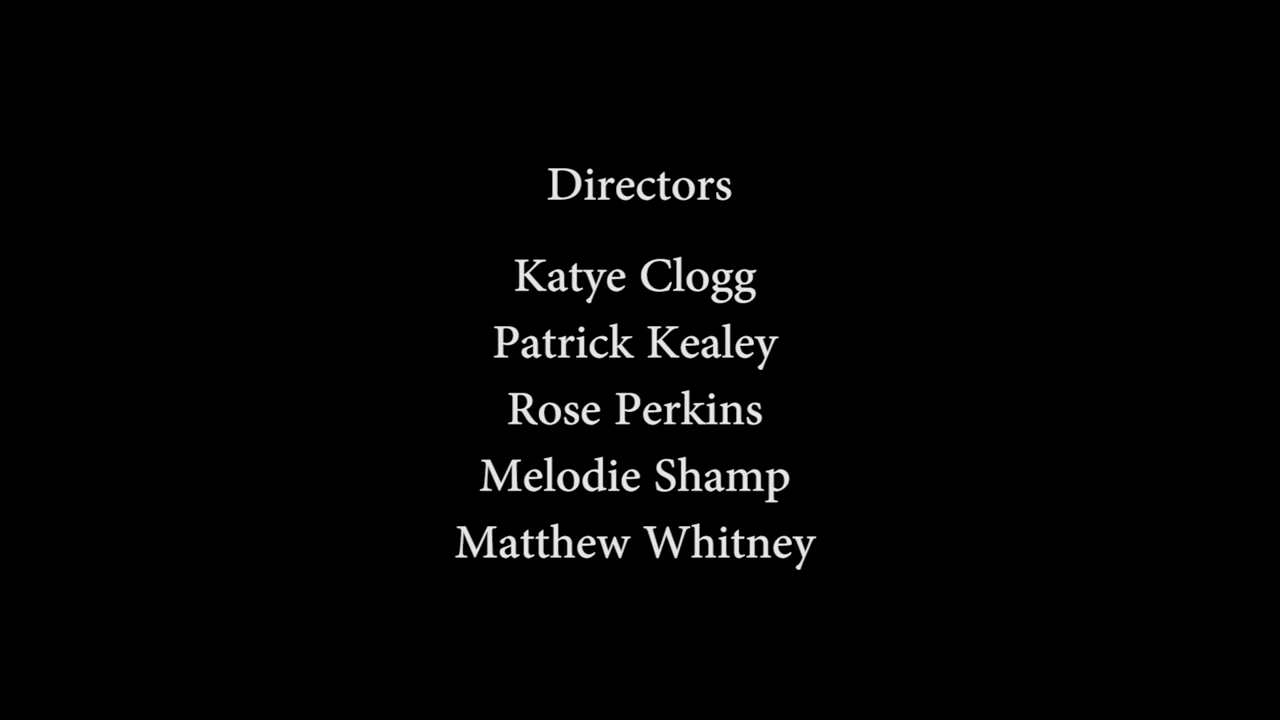 Directors
Katye Clogg
Patrick Kealey
Rose Perkins
Melodie Shamp
Matthew Whitney